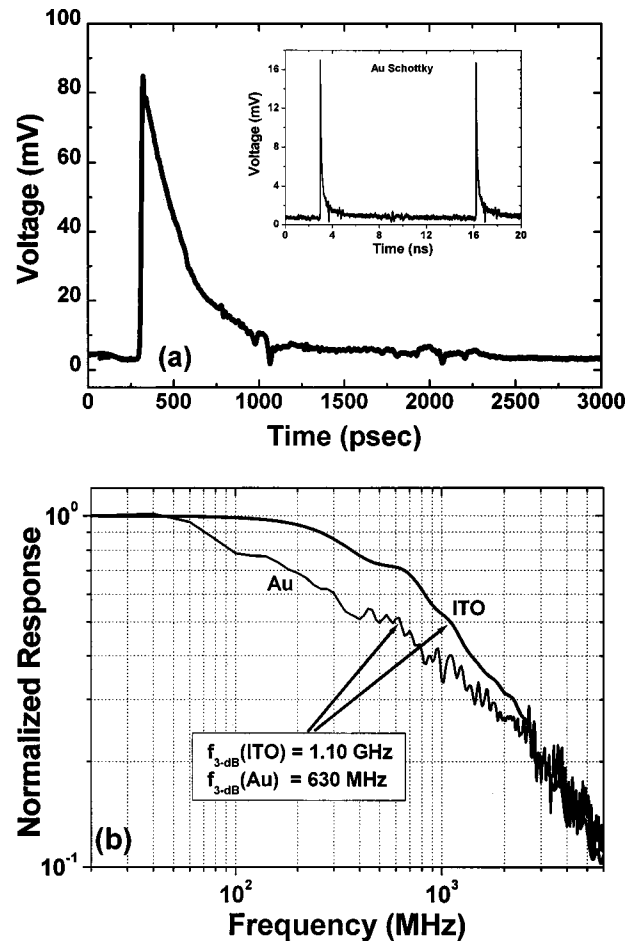 100
80
60
40
20
0
Voltage (mV)
(a)
0 500 1000 1500 2000 2500 3000
Time (psec)
Au Schottky
16
12
8
4
0
Voltage (mV)
0 4 8 12 16 20
Time (ns)
10⁰
10⁻¹
Normalized Response
Au
ITO
f3-dB(ITO) = 1.10 GHz
f3-dB(Au) = 630 MHz
(b)
10² 10³
Frequency (MHz)